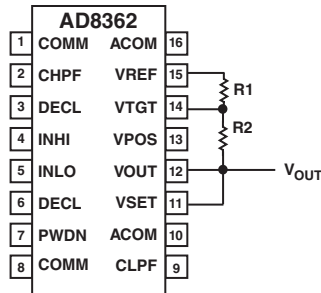 AD8362
1 COMM ACOM 16
2 CHPF VREF 15
3 DECL VTGT 14
4 INHI VPOS 13
5 INLO VOUT 12
6 DECL VSET 11
7 PWDN ACOM 10
8 COMM CLPF 9
R1
R2
VOUT